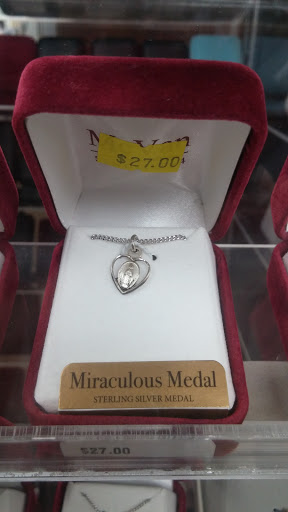 $27.00
Miraculous Medal
STERLING SILVER MEDAL
$27.00